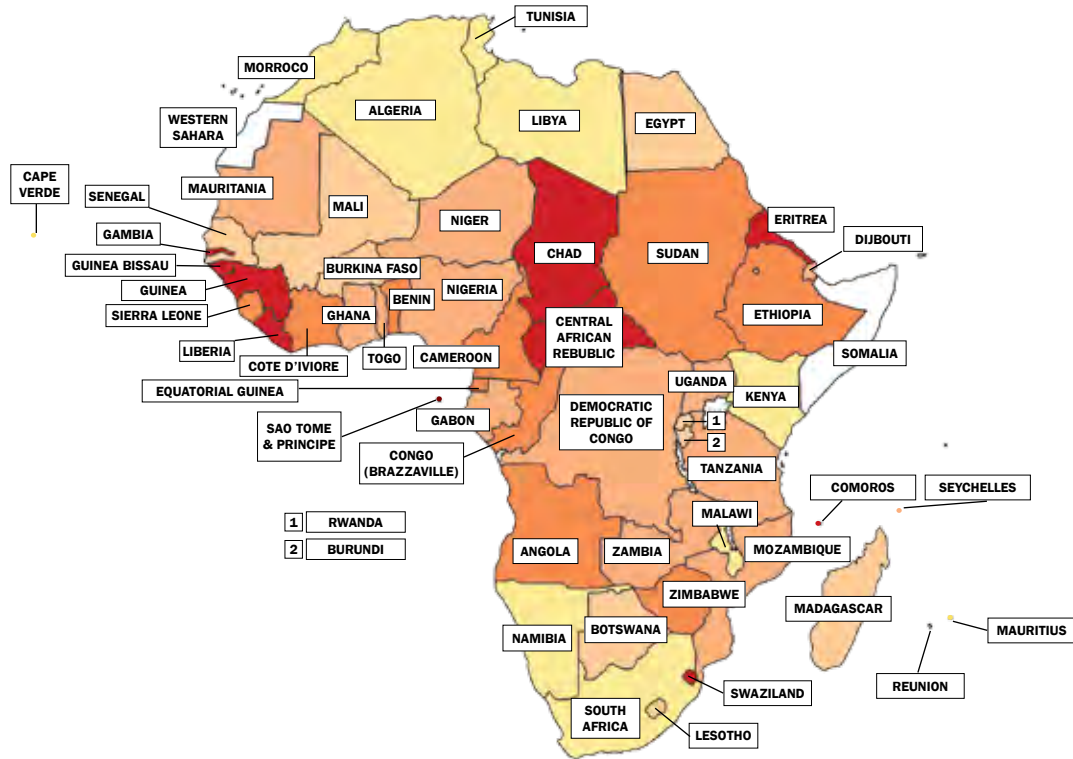 TUNISIA
MORROCO
ALGERIA
LIBYA
EGYPT
WESTERN
SAHARA
CAPE
VERDE
MAURITANIA
SENEGAL
MALI
NIGER
CHAD
SUDAN
ERITREA
GAMBIA
DIJBOUTI
GUINEA BISSAU
BURKINA FASO
GUINEA
NIGERIA
BENIN
SIERRA LEONE
GHANA
ETHIOPIA
CENTRAL
AFRICAN
REBUBLIC
LIBERIA
COTE D'IVIORE
TOGO
CAMEROON
SOMALIA
EQUATORIAL GUINEA
UGANDA
KENYA
SAO TOME
& PRINCIPE
GABON
DEMOCRATIC
REPUBLIC OF
CONGO
1
2
CONGO
(BRAZZAVILLE)
TANZANIA
COMOROS
SEYCHELLES
1 RWANDA
2 BURUNDI
MALAWI
ANGOLA
ZAMBIA
MOZAMBIQUE
ZIMBABWE
MADAGASCAR
NAMIBIA
BOTSWANA
MAURITIUS
REUNION
SWAZILAND
SOUTH
AFRICA
LESOTHO